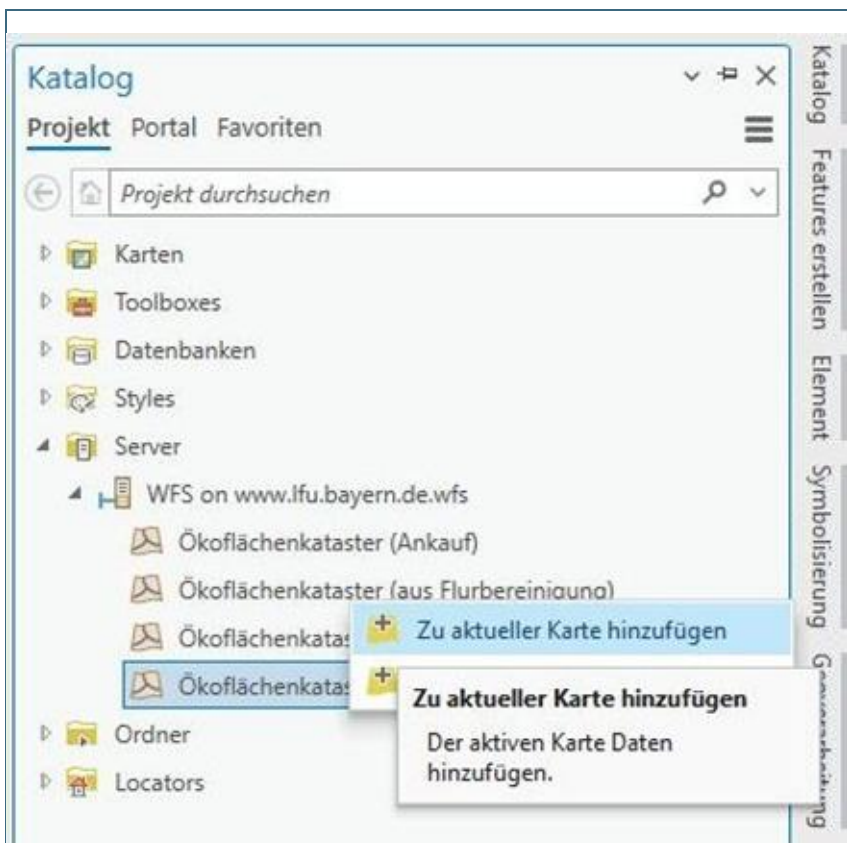 Katalog
Projekt Portal Favoriten
Projekt durchsuchen
Karten
Toolboxes
Datenbanken
Styles
Server
WFS on www.lfu.bayern.de.wfs
Ökoflächenkataster (Ankauf)
Ökoflächenkataster (aus Flurbereinigung)
Ökoflächenkatas
Zu aktueller Karte hinzufügen
Ökoflächenkatas
Zu aktueller Karte hinzufügen
Der aktiven Karte Daten
hinzufügen.
Ordner
Locators
Katalog
Features erstellen
Element
Symbolisierung
Geoverarbeitung